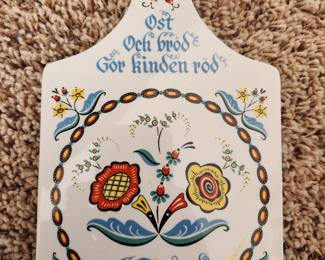 Ost
Och bröd
Gör kinden röd